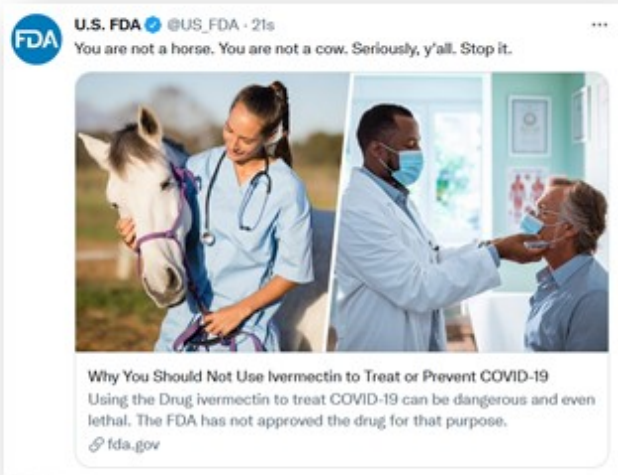 FDA
U.S. FDA @US_FDA · 21s
You are not a horse. You are not a cow. Seriously, y'all. Stop it.
Why You Should Not Use Ivermectin to Treat or Prevent COVID-19
Using the Drug ivermectin to treat COVID-19 can be dangerous and even
lethal. The FDA has not approved the drug for that purpose.
fda.gov